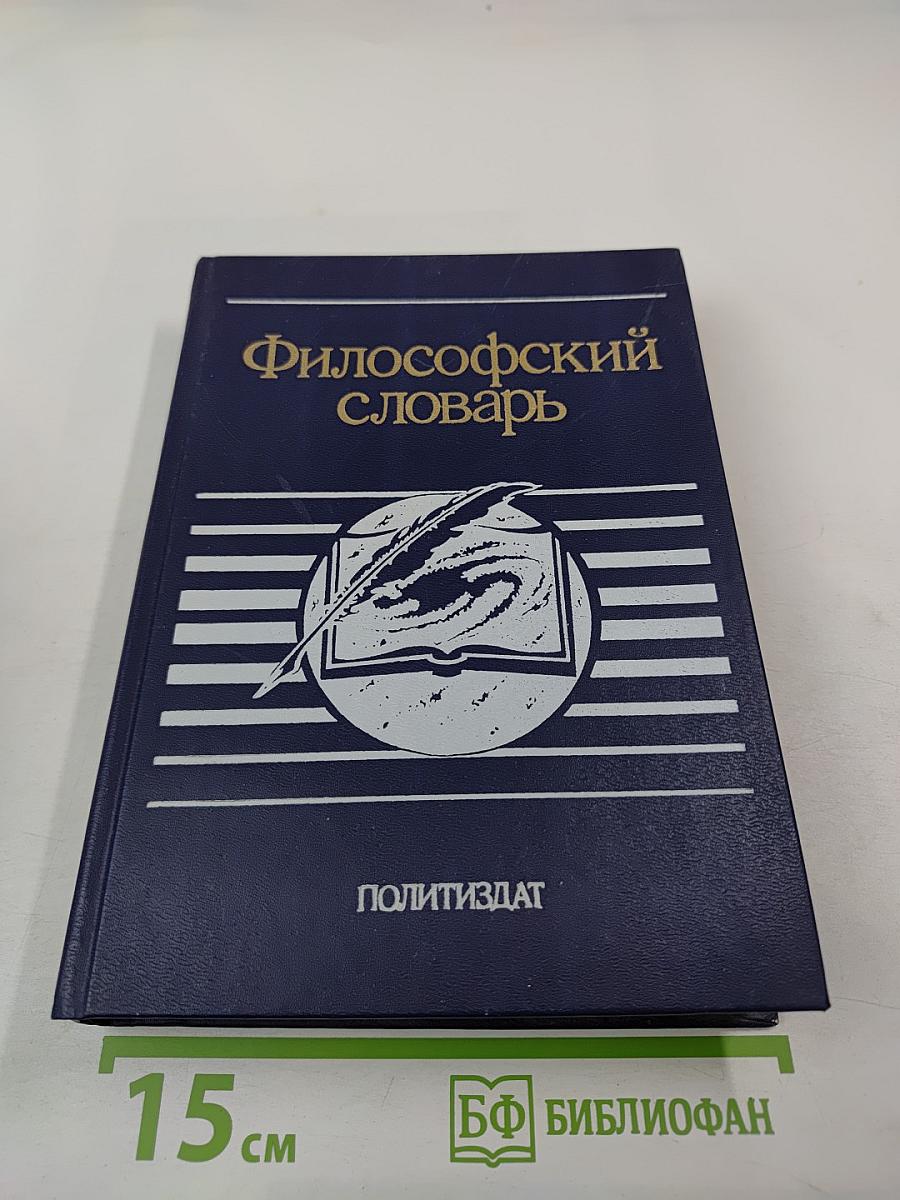 Философский
словарь
ПОЛИТИЗДАТ
15 см
БФ БИБЛИОФАН